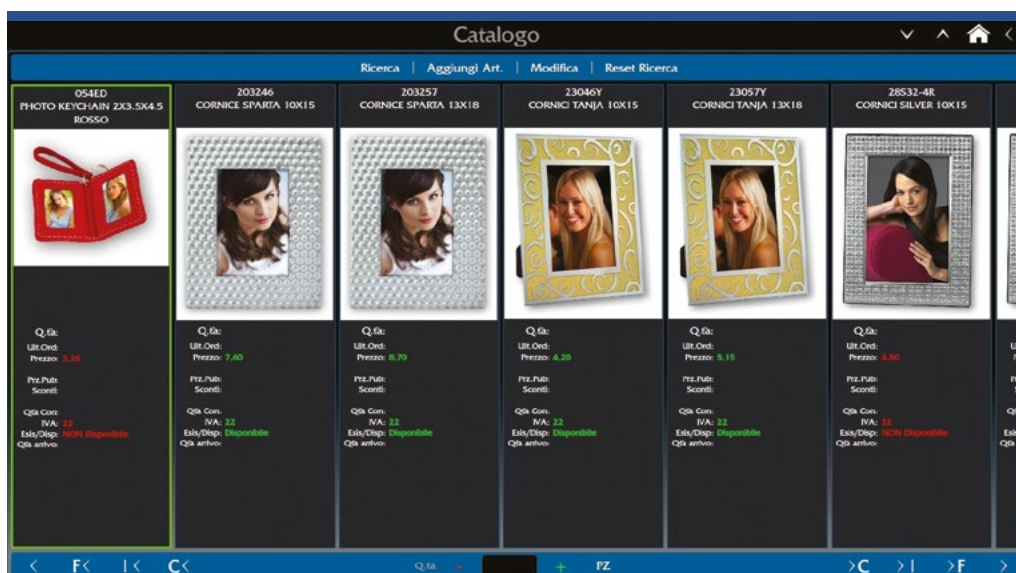 Catalogo
Ricerca | Aggiungi Art. | Modifica | Reset Ricerca
054ED
PHOTO KEYCHAIN 2X3.5X4.5
ROSSO
Q.tà:
Ult.Ord:
Prezzo: 2,25
Prz.Pub:
Sconti:
Qtà Con:
IVA: 22
Esis/Disp: NON Disponibile
Qtà arrivo:
203246
CORNICE SPARTA 10X15
Q.tà:
Ult.Ord:
Prezzo: 7,60
Prz.Pub:
Sconti:
Qtà Con:
IVA: 22
Esis/Disp: Disponibile
Qtà arrivo:
203257
CORNICE SPARTA 13X18
Q.tà:
Ult.Ord:
Prezzo: 8,70
Prz.Pub:
Sconti:
Qtà Con:
IVA: 22
Esis/Disp: Disponibile
Qtà arrivo:
23046Y
CORNICI TANJA 10X15
Q.tà:
Ult.Ord:
Prezzo: 4,20
Prz.Pub:
Sconti:
Qtà Con:
IVA: 22
Esis/Disp: Disponibile
Qtà arrivo:
23057Y
CORNICI TANJA 13X18
Q.tà:
Ult.Ord:
Prezzo: 5,15
Prz.Pub:
Sconti:
Qtà Con:
IVA: 22
Esis/Disp: Disponibile
Qtà arrivo:
28S32-4R
CORNICI SILVER 10X15
Q.tà:
Ult.Ord:
Prezzo:
Prz.Pub:
Sconti:
Qtà Con:
IVA: 22
Esis/Disp: NON Disponibile
Qtà arrivo:
< F< I< C< Q.ta - + PZ >C >I >F >